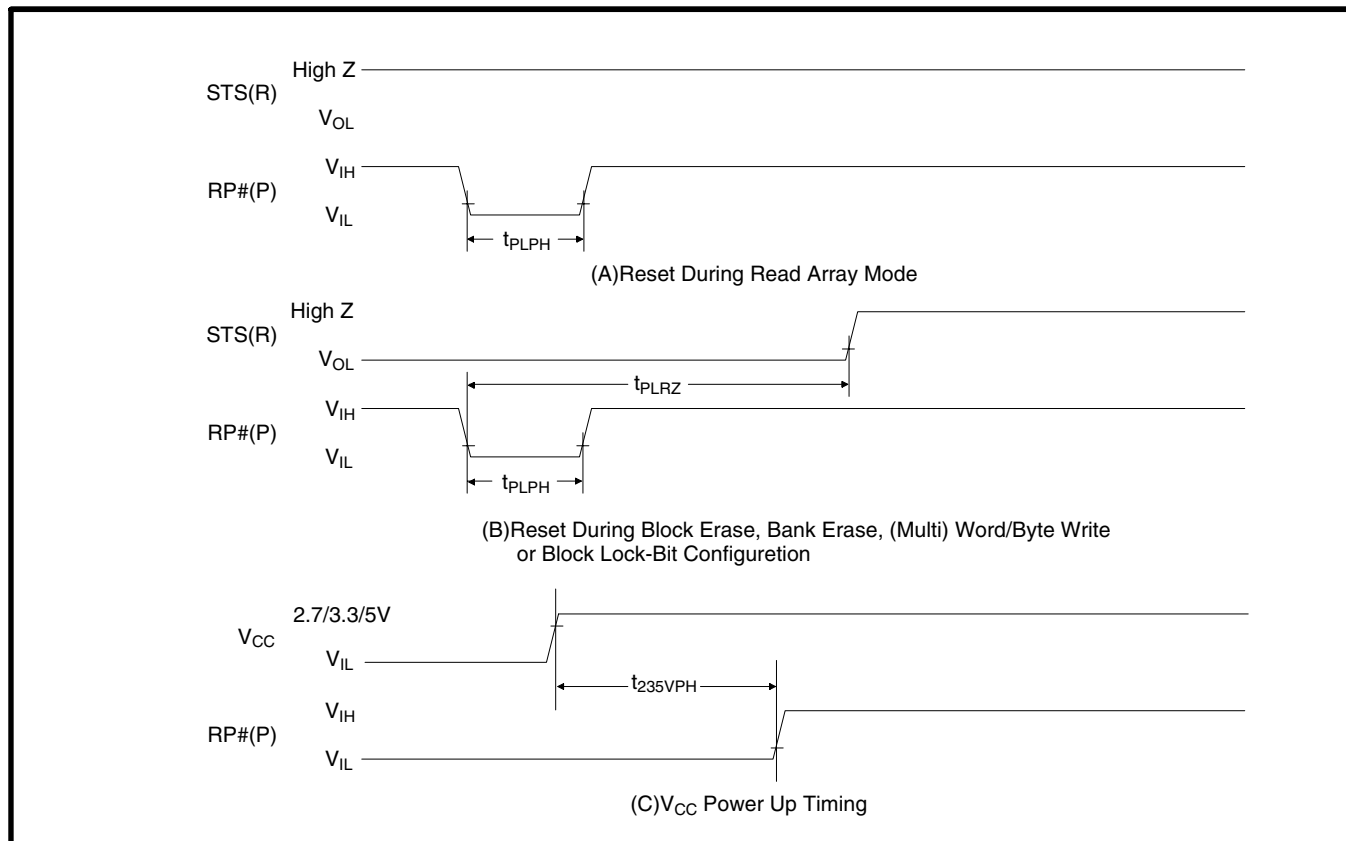 High Z
STS(R)
VOL
VIH
RP#(P)
VIL
tPLPH
(A)Reset During Read Array Mode
High Z
STS(R)
VOL
tPLRZ
VIH
RP#(P)
VIL
tPLPH
(B)Reset During Block Erase, Bank Erase, (Multi) Word/Byte Write
or Block Lock-Bit Configuretion
2.7/3.3/5V
VCC
VIL
t235VPH
VIH
RP#(P)
VIL
(C)VCC Power Up Timing